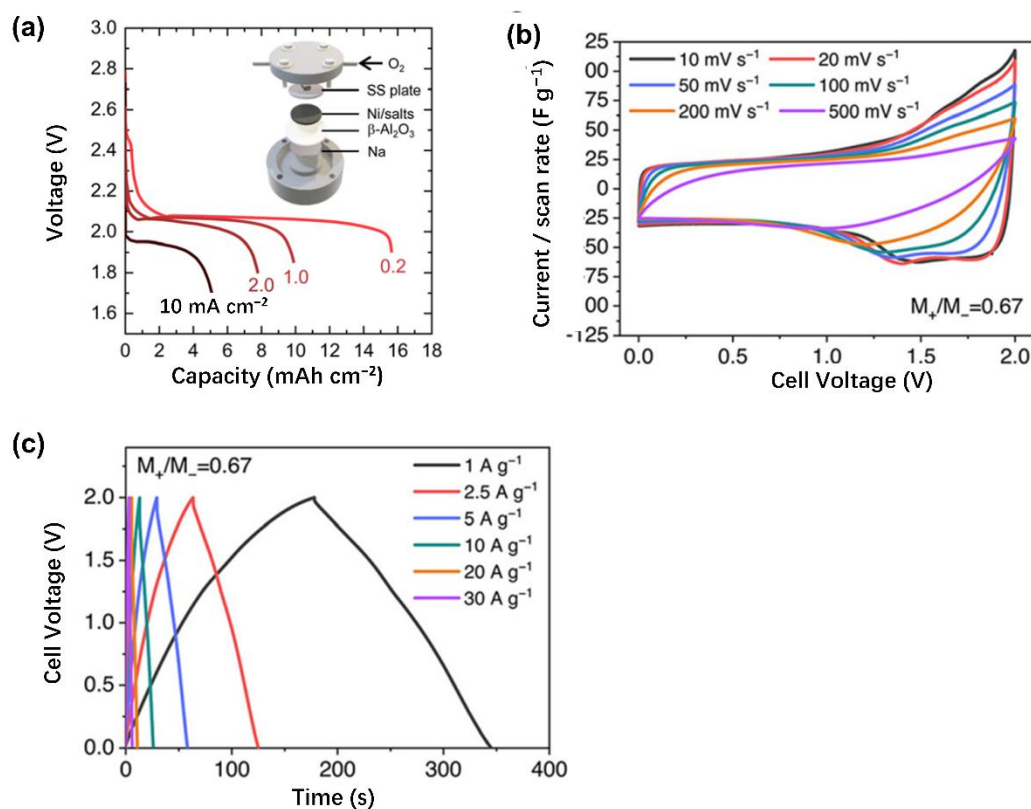 (a)
3.0
2.8
2.6
2.4
2.2
2.0
1.8
1.6
Voltage (V)
O₂
SS plate
Ni/salts
β-Al₂O₃
Na
0.2
1.0
2.0
10 mA cm⁻²
0 2 4 6 8 10 12 14 16 18
Capacity (mAh cm⁻²)
(b)
25
00
75
50
25
0
25
50
75
00
-125
Current / scan rate (F g⁻¹)
10 mV s⁻¹ 20 mV s⁻¹
50 mV s⁻¹ 100 mV s⁻¹
200 mV s⁻¹ 500 mV s⁻¹
M₊/M₋=0.67
0.0 0.5 1.0 1.5 2.0
Cell Voltage (V)
(c)
M₊/M₋=0.67
2.0
1.5
1.0
0.5
0.0
Cell Voltage (V)
1 A g⁻¹
2.5 A g⁻¹
5 A g⁻¹
10 A g⁻¹
20 A g⁻¹
30 A g⁻¹
0 100 200 300 400
Time (s)